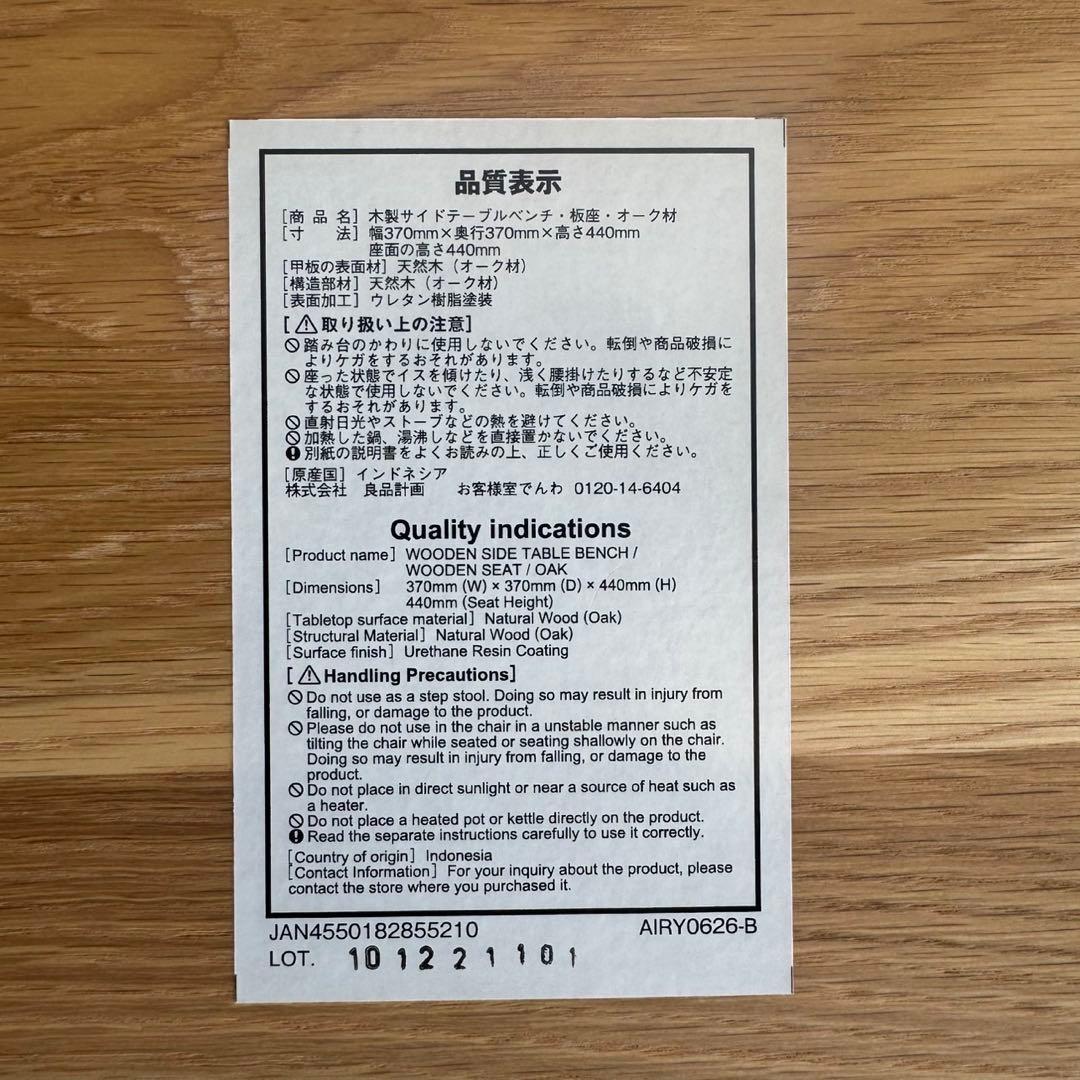 品質表示
[商品名] 木製サイドテーブルベンチ・板座・オーク材
[寸 法] 幅370mm×奥行370mm×高さ440mm
座面の高さ440mm
[甲板の表面材] 天然木（オーク材）
[構造部材] 天然木（オーク材）
[表面加工] ウレタン樹脂塗装
[⚠取り扱い上の注意]
踏み台のかわりに使用しないでください。転倒や商品破損に
よりケガをするおそれがあります。
座った状態でイスを傾けたり、浅く腰掛けたりするなど不安定
な状態で使用しないでください。転倒や商品破損によりケガを
するおそれがあります。
直射日光やストーブなどの熱を避けてください。
加熱した鍋、湯沸しなどを直接置かないでください。
別紙の説明書をよくお読みの上、正しくご使用ください。
[原産国] インドネシア
株式会社 良品計画 お客様室でんわ 0120-14-6404
Quality indications
[Product name] WOODEN SIDE TABLE BENCH /
WOODEN SEAT / OAK
[Dimensions] 370mm (W) × 370mm (D) × 440mm (H)
440mm (Seat Height)
[Tabletop surface material] Natural Wood (Oak)
[Structural Material] Natural Wood (Oak)
[Surface finish] Urethane Resin Coating
[⚠Handling Precautions]
Do not use as a step stool. Doing so may result in injury from
falling, or damage to the product.
Please do not use in the chair in a unstable manner such as
tilting the chair while seated or seating shallowly on the chair.
Doing so may result in injury from falling, or damage to the
product.
Do not place in direct sunlight or near a source of heat such as
a heater.
Do not place a heated pot or kettle directly on the product.
Read the separate instructions carefully to use it correctly.
[Country of origin] Indonesia
[Contact Information] For your inquiry about the product, please
contact the store where you purchased it.
JAN4550182855210 AIRY0626-B
LOT. 10 1 2 2 1 1 0 1